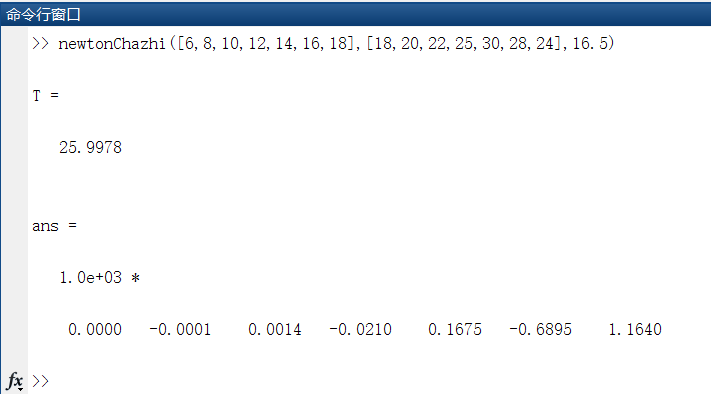 命令行窗口
>> newtonChazhi([6,8,10,12,14,16,18],[18,20,22,25,30,28,24],16.5)
T =
25.9978
ans =
1.0e+03 *
0.0000 -0.0001 0.0014 -0.0210 0.1675 -0.6895 1.1640
fx >>